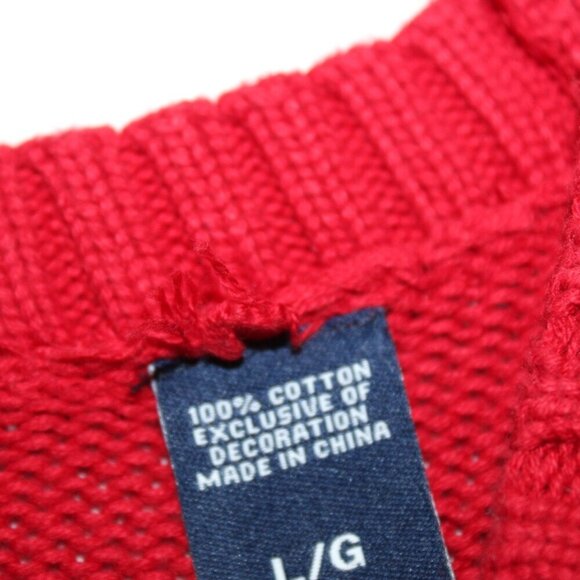 100% COTTON
EXCLUSIVE OF
DECORATION
MADE IN CHINA
L/G